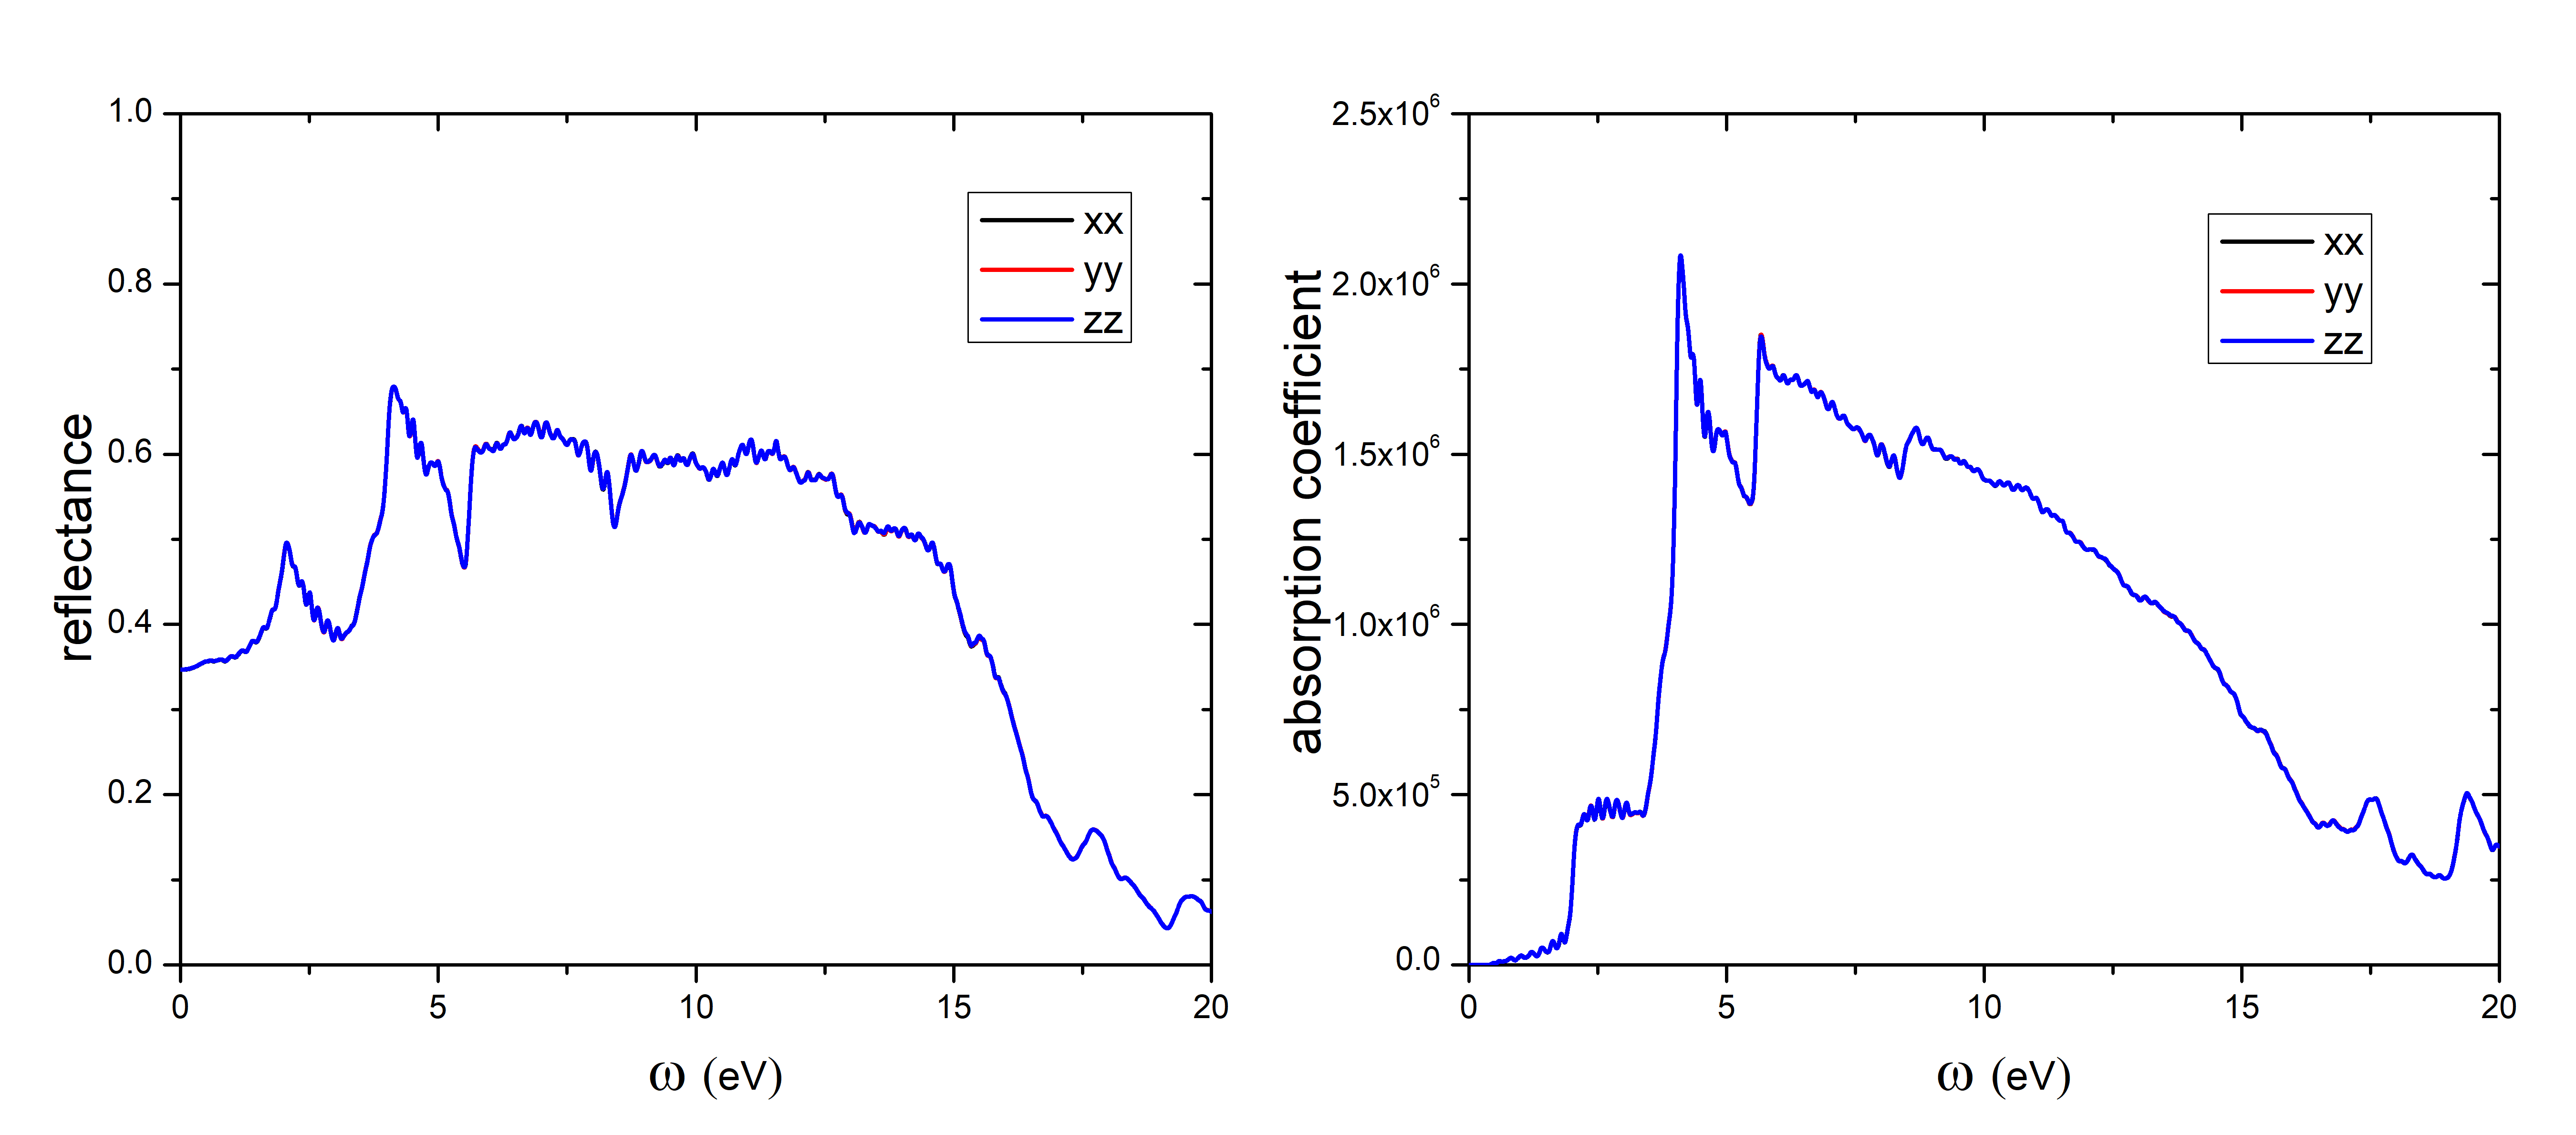 1.0
0.8
0.6
0.4
0.2
0.0
reflectance
xx
yy
zz
0 5 10 15 20
ω (eV)
2.5x10⁶
2.0x10⁶
1.5x10⁶
1.0x10⁶
5.0x10⁵
0.0
absorption coefficient
xx
yy
zz
0 5 10 15 20
ω (eV)